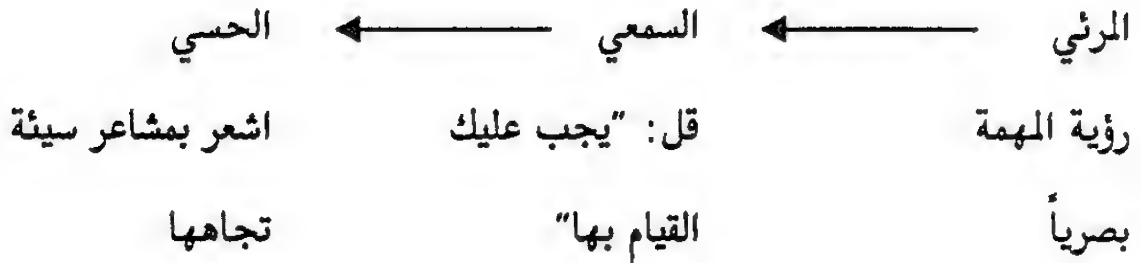 المرئي السمعي الحسي
رؤية المهمة قل: "يجب عليك اشعر بمشاعر سيئة
بصرياً القيام بها" تجاهها